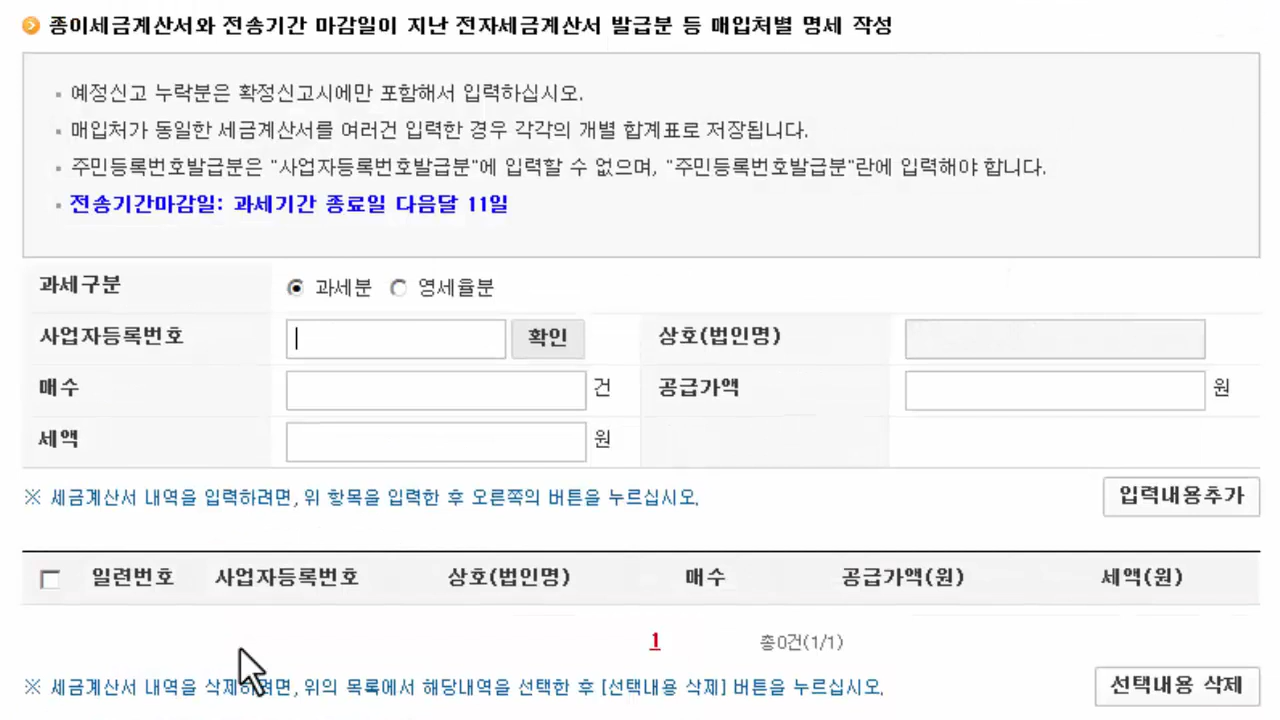 종이세금계산서와 전송기간 마감일이 지난 전자세금계산서 발급분 등 매입처별 명세 작성
예정신고 누락분은 확정신고시에만 포함해서 입력하십시오.
매입처가 동일한 세금계산서를 여러건 입력한 경우 각각의 개별 합계표로 저장됩니다.
주민등록번호발급분은 "사업자등록번호발급분"에 입력할 수 없으며, "주민등록번호발급분"란에 입력해야 합니다.
전송기간마감일: 과세기간 종료일 다음달 11일
과세구분 과세분 영세율분
사업자등록번호 확인 상호(법인명)
매수 건 공급가액 원
세액 원
※ 세금계산서 내역을 입력하려면, 위 항목을 입력한 후 오른쪽의 버튼을 누르십시오. 입력내용추가
일련번호 사업자등록번호 상호(법인명) 매수 공급가액(원) 세액(원)
1 총0건(1/1)
※ 세금계산서 내역을 삭제하려면, 위의 목록에서 해당내역을 선택한 후 [선택내용 삭제] 버튼을 누르십시오. 선택내용 삭제